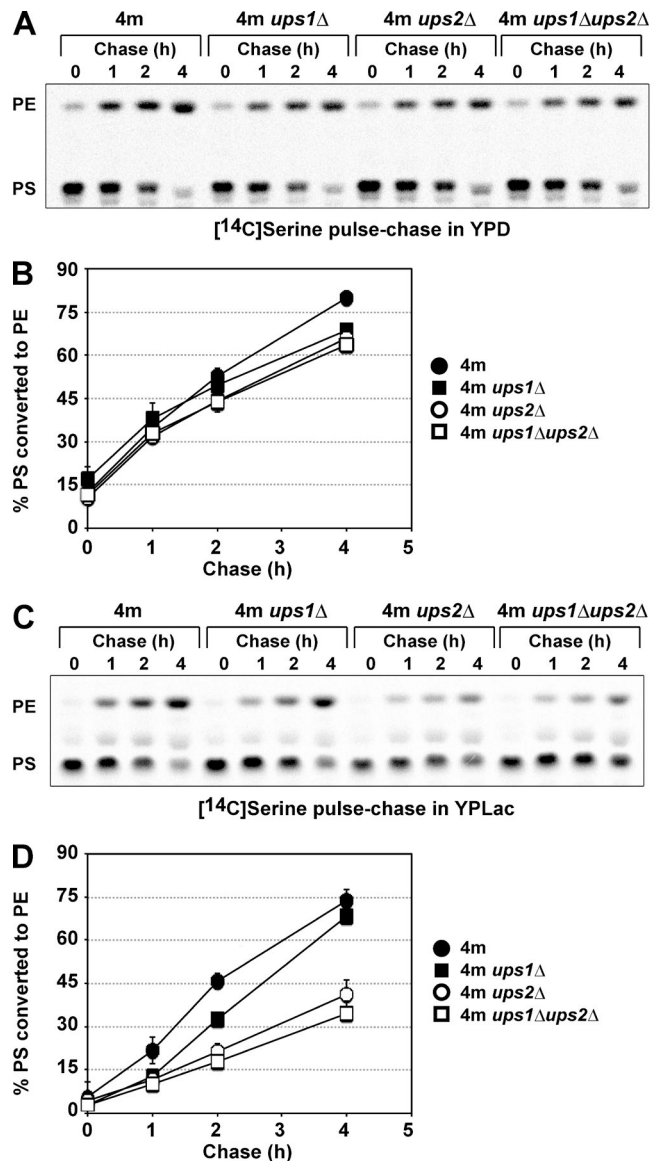 A
4m 4m ups1Δ 4m ups2Δ 4m ups1Δups2Δ
Chase (h) Chase (h) Chase (h) Chase (h)
0 1 2 4 0 1 2 4 0 1 2 4 0 1 2 4
PE
PS
[14C]Serine pulse-chase in YPD
B
% PS converted to PE
90
75
60
45
30
15
0
0 1 2 3 4 5
Chase (h)
4m
4m ups1Δ
4m ups2Δ
4m ups1Δups2Δ
C
4m 4m ups1Δ 4m ups2Δ 4m ups1Δups2Δ
Chase (h) Chase (h) Chase (h) Chase (h)
0 1 2 4 0 1 2 4 0 1 2 4 0 1 2 4
PE
PS
[14C]Serine pulse-chase in YPLac
D
% PS converted to PE
90
75
60
45
30
15
0
0 1 2 3 4 5
Chase (h)
4m
4m ups1Δ
4m ups2Δ
4m ups1Δups2Δ